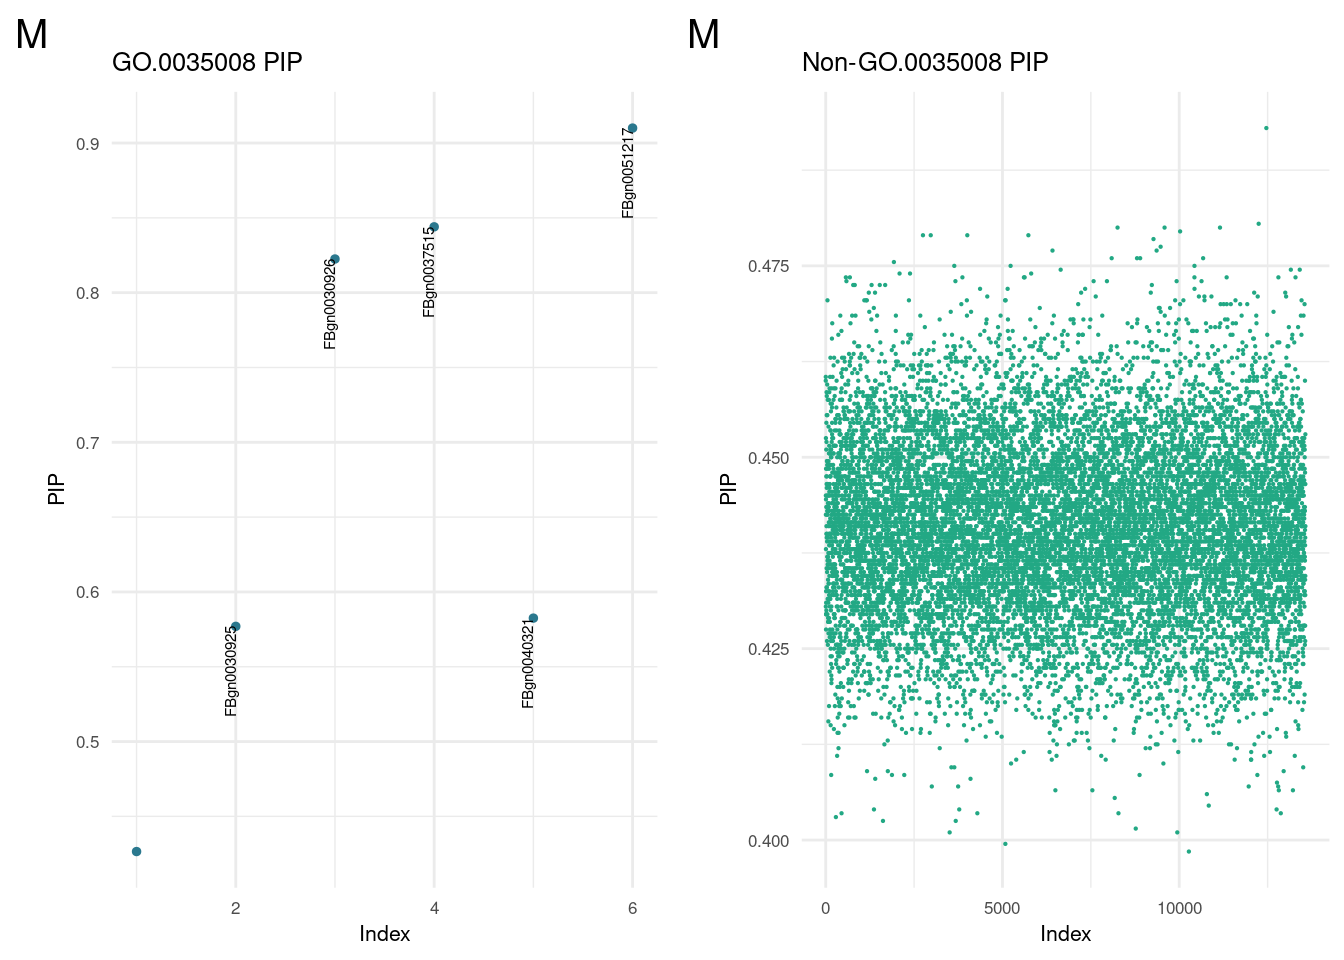 M
GO.0035008 PIP
PIP
0.9
0.8
0.7
0.6
0.5
FBgn0030925
FBgn0030926
FBgn0037515
FBgn0040321
FBgn0051217
2
4
6
Index
M
Non-GO.0035008 PIP
PIP
0.475
0.450
0.425
0.400
0
5000
10000
Index